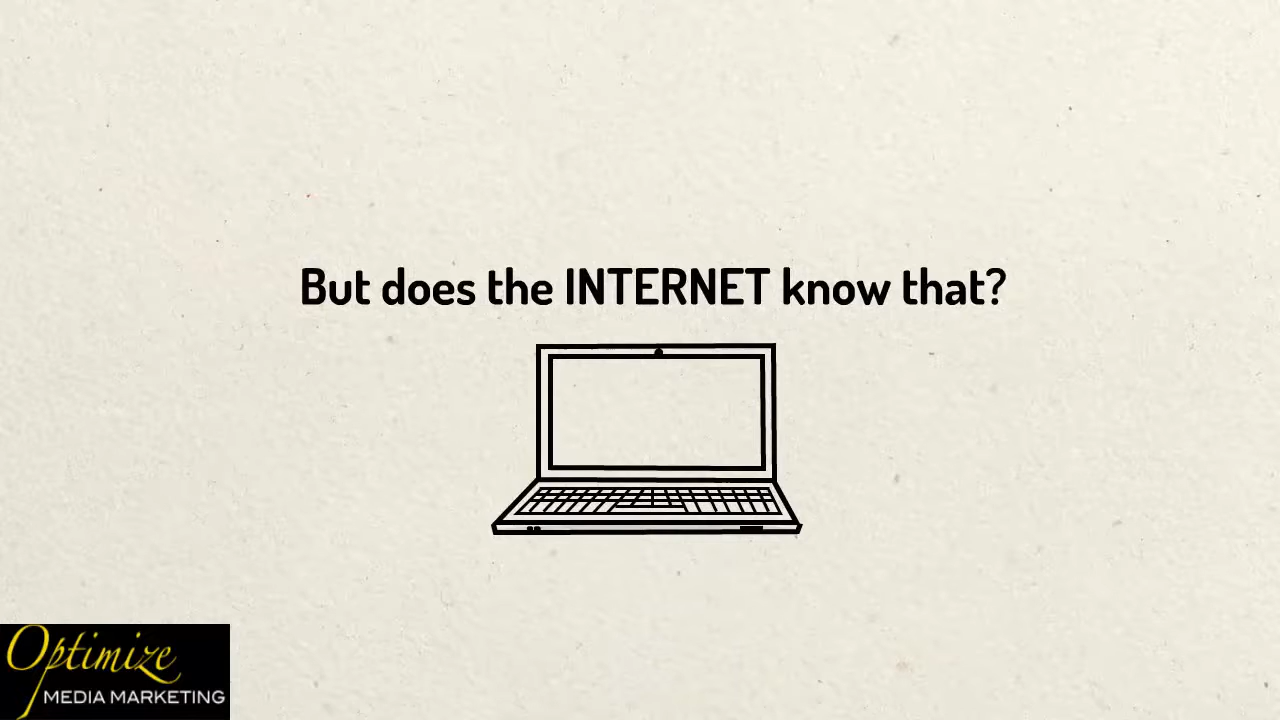 But does the INTERNET know that?
Optimize
MEDIA MARKETING